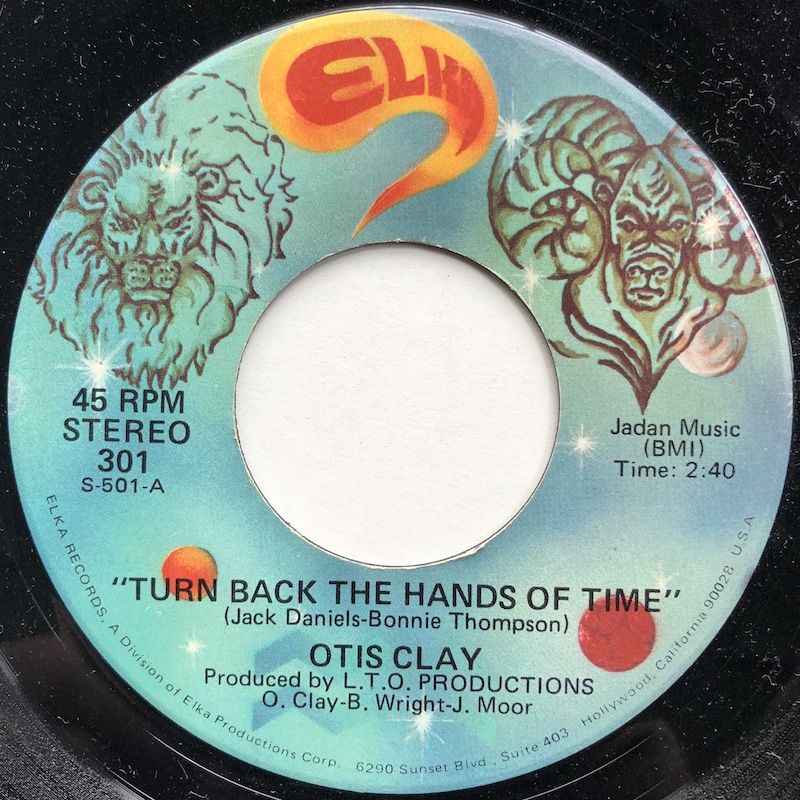 ELKA
45 RPM
STEREO
301
S-501-A
Jadan Music
(BMI)
Time: 2:40
"TURN BACK THE HANDS OF TIME"
(Jack Daniels-Bonnie Thompson)
OTIS CLAY
Produced by L.T.O. PRODUCTIONS
O. Clay-B. Wright-J. Moor
ELKA RECORDS, A Division of Elka Productions Corp. 6290 Sunset Blvd., Suite 403 Hollywood, California 90028 U.S.A